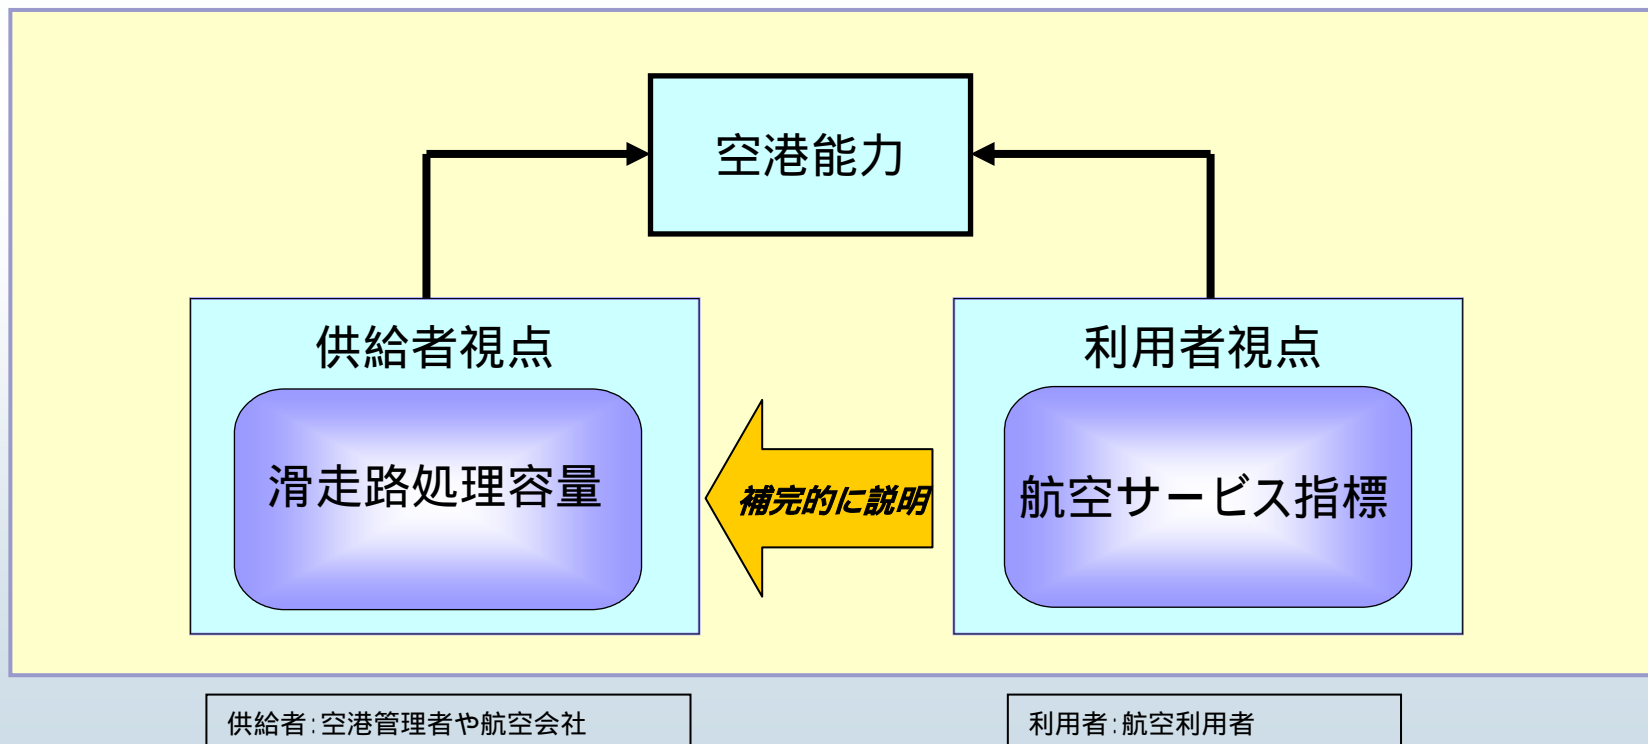 空港能力
供給者視点
利用者視点
滑走路処理容量
補完的に説明
航空サービス指標
供給者:空港管理者や航空会社
利用者:航空利用者